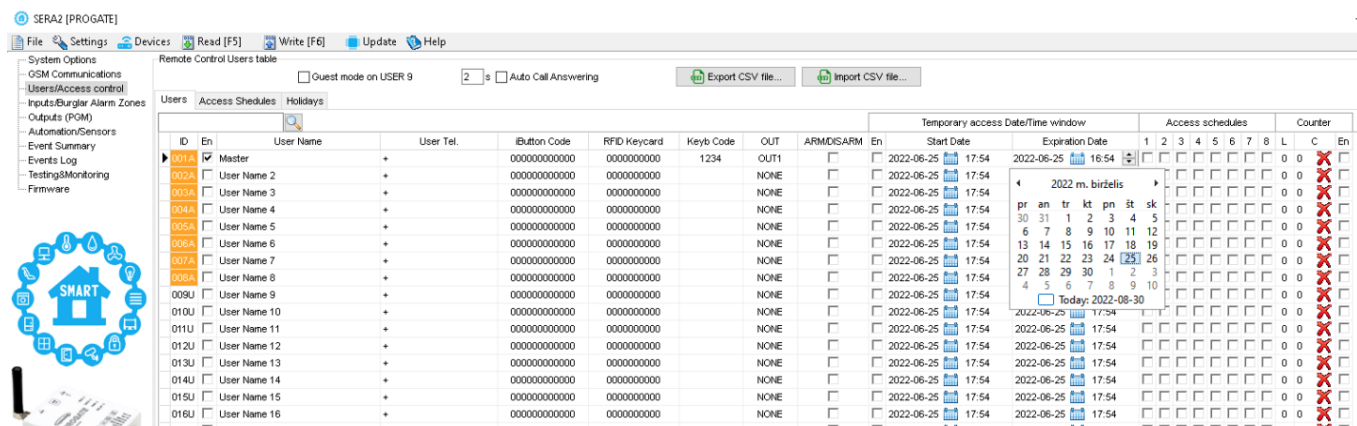 SERA2 [PROGATE]
File Settings Devices Read [F5] Write [F6] Update Help
System Options
GSM Communications
Users/Access control
Inputs/Burglar Alarm Zones
Outputs (PGM)
Automation/Sensors
Event Summary
Events Log
Testing&Monitoring
Firmware
SMART
PROGATE
Remote Control Users table
Guest mode on USER 9 2 s Auto Call Answering Export CSV file... Import CSV file...
Users Access Shedules Holidays
Temporary access Date/Time window Access schedules Counter
ID En User Name User Tel. iButton Code RFID Keycard Keyb Code OUT ARM/DISARM En Start Date Expiration Date 1 2 3 4 5 6 7 8 L C En
001A Master + 000000000000 0000000000 1234 OUT1 2022-06-25 17:54 2022-06-25 16:54 0 0
002A User Name 2 + 000000000000 0000000000 NONE 2022-06-25 17:54 0 0
003A User Name 3 + 000000000000 0000000000 NONE 2022-06-25 17:54 0 0
004A User Name 4 + 000000000000 0000000000 NONE 2022-06-25 17:54 0 0
005A User Name 5 + 000000000000 0000000000 NONE 2022-06-25 17:54 0 0
006A User Name 6 + 000000000000 0000000000 NONE 2022-06-25 17:54 0 0
007A User Name 7 + 000000000000 0000000000 NONE 2022-06-25 17:54 0 0
008A User Name 8 + 000000000000 0000000000 NONE 2022-06-25 17:54 0 0
009U User Name 9 + 000000000000 0000000000 NONE 2022-06-25 17:54 0 0
010U User Name 10 + 000000000000 0000000000 NONE 2022-06-25 17:54 2022-06-25 17:54 0 0
011U User Name 11 + 000000000000 0000000000 NONE 2022-06-25 17:54 2022-06-25 17:54 0 0
012U User Name 12 + 000000000000 0000000000 NONE 2022-06-25 17:54 2022-06-25 17:54 0 0
013U User Name 13 + 000000000000 0000000000 NONE 2022-06-25 17:54 2022-06-25 17:54 0 0
014U User Name 14 + 000000000000 0000000000 NONE 2022-06-25 17:54 2022-06-25 17:54 0 0
015U User Name 15 + 000000000000 0000000000 NONE 2022-06-25 17:54 2022-06-25 17:54 0 0
016U User Name 16 + 000000000000 0000000000 NONE 2022-06-25 17:54 2022-06-25 17:54 0 0
2022 m. birželis
pr an tr kt pn št sk
30 31 1 2 3 4 5
6 7 8 9 10 11 12
13 14 15 16 17 18 19
20 21 22 23 24 25 26
27 28 29 30 1 2 3
4 5 6 7 8 9 10
Today: 2022-08-30